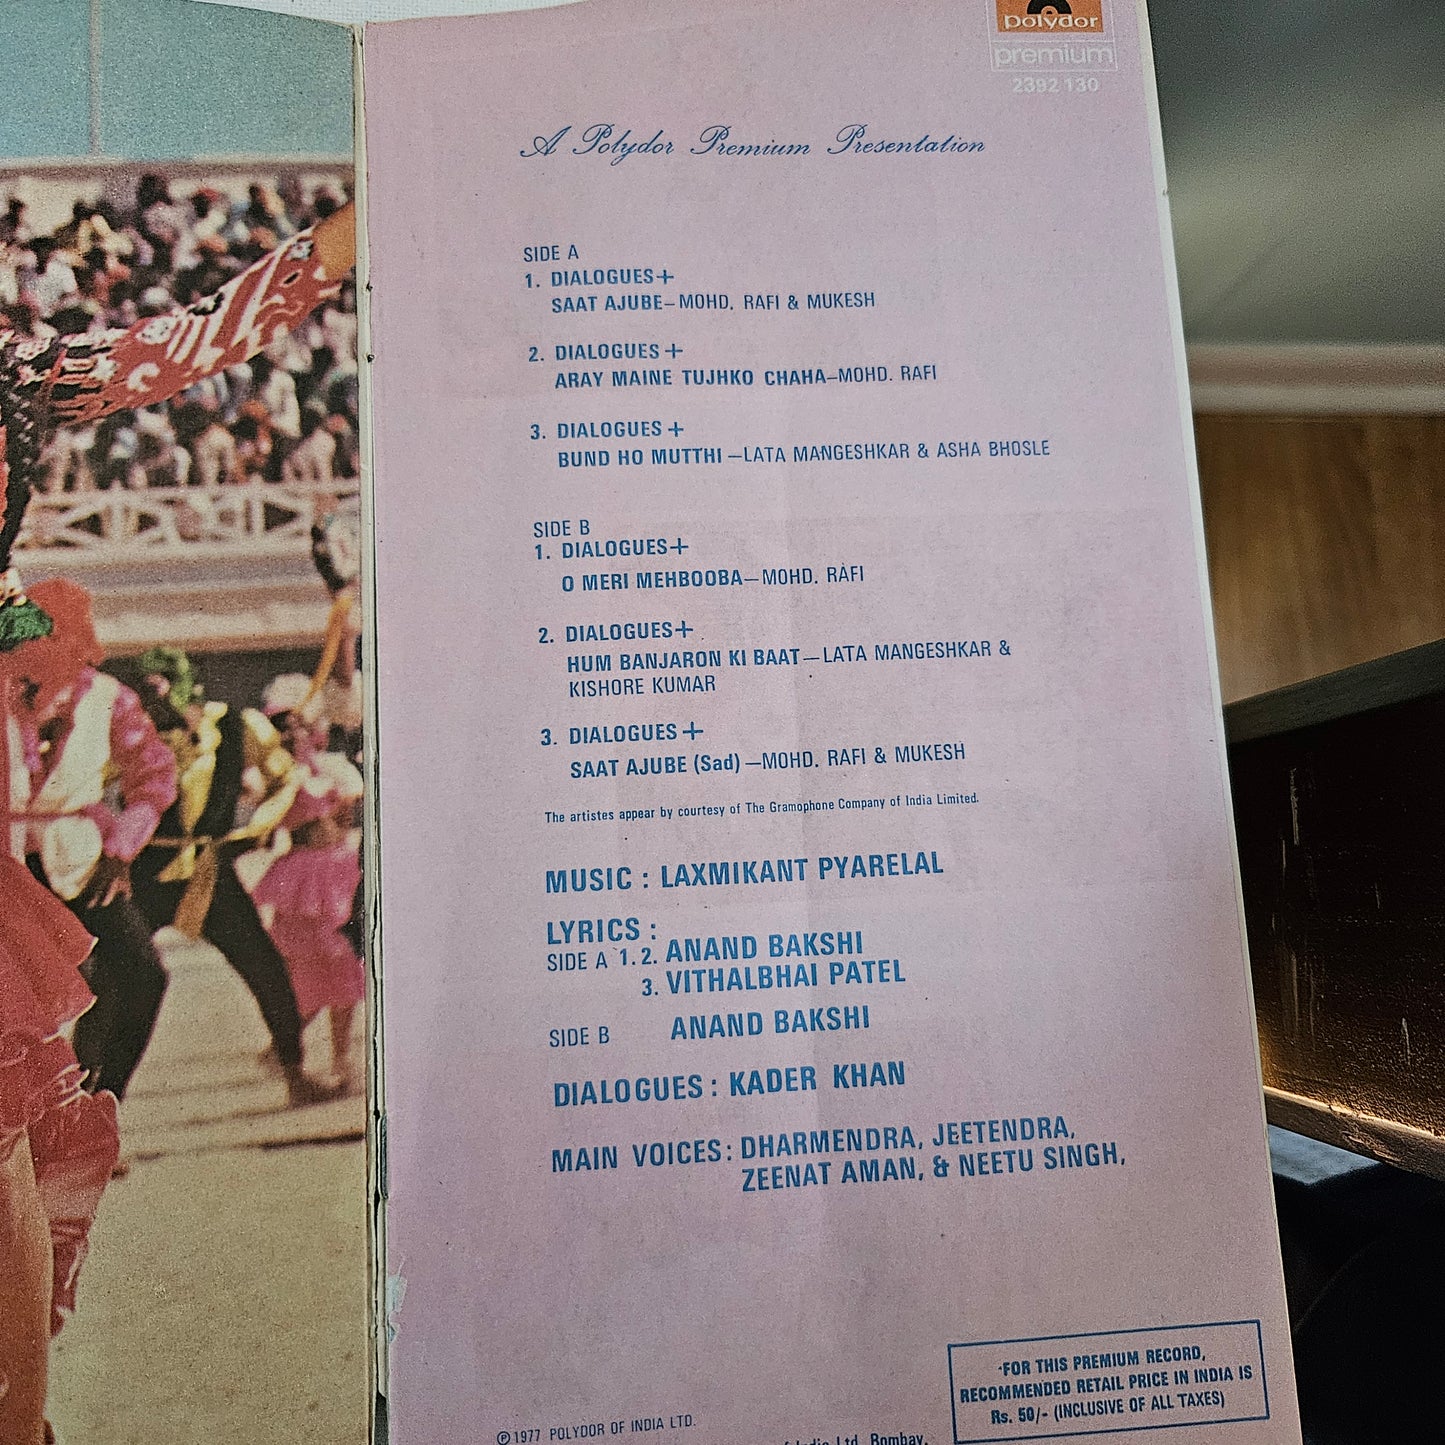 polydor
premium
2392 130
A Polydor Premium Presentation
SIDE A
1. DIALOGUES+
SAAT AJUBE–MOHD. RAFI & MUKESH
2. DIALOGUES+
ARAY MAINE TUJHKO CHAHA–MOHD. RAFI
3. DIALOGUES+
BUND HO MUTTHI –LATA MANGESHKAR & ASHA BHOSLE
SIDE B
1. DIALOGUES+
O MERI MEHBOOBA–MOHD. RAFI
2. DIALOGUES+
HUM BANJARON KI BAAT–LATA MANGESHKAR &
KISHORE KUMAR
3. DIALOGUES+
SAAT AJUBE (Sad) –MOHD. RAFI & MUKESH
The artistes appear by courtesy of The Gramophone Company of India Limited.
MUSIC : LAXMIKANT PYARELAL
LYRICS :
SIDE A 1.2. ANAND BAKSHI
3. VITHALBHAI PATEL
SIDE B ANAND BAKSHI
DIALOGUES : KADER KHAN
MAIN VOICES: DHARMENDRA, JEETENDRA,
ZEENAT AMAN, & NEETU SINGH,
FOR THIS PREMIUM RECORD,
RECOMMENDED RETAIL PRICE IN INDIA IS
Rs. 50/- (INCLUSIVE OF ALL TAXES)
℗ 1977 POLYDOR OF INDIA LTD.
of India Ltd. Bombay.